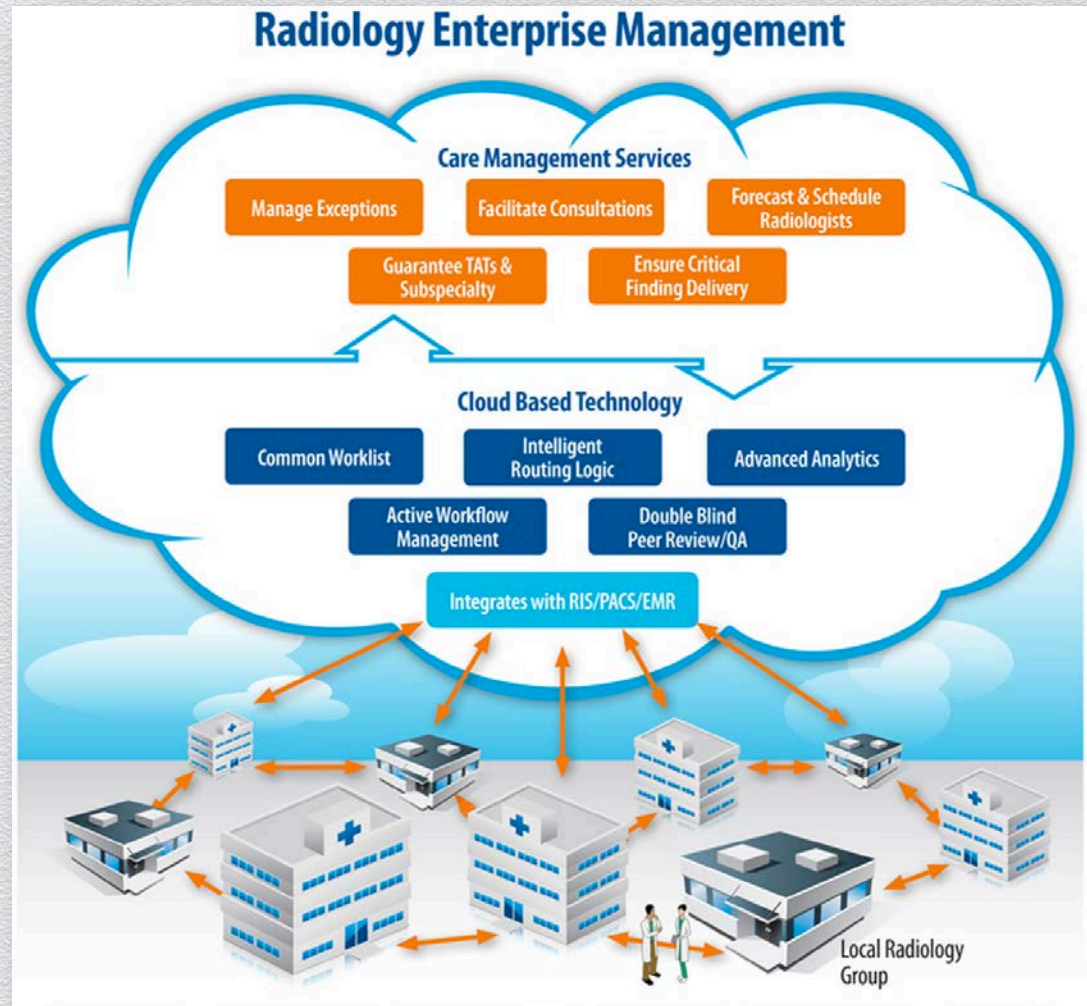 Radiology Enterprise Management
Care Management Services
Manage Exceptions
Facilitate Consultations
Forecast & Schedule
Radiologists
Guarantee TATs &
Subspecialty
Ensure Critical
Finding Delivery
Cloud Based Technology
Common Worklist
Intelligent
Routing Logic
Advanced Analytics
Active Workflow
Management
Double Blind
Peer Review/QA
Integrates with RIS/PACS/EMR
Local Radiology
Group